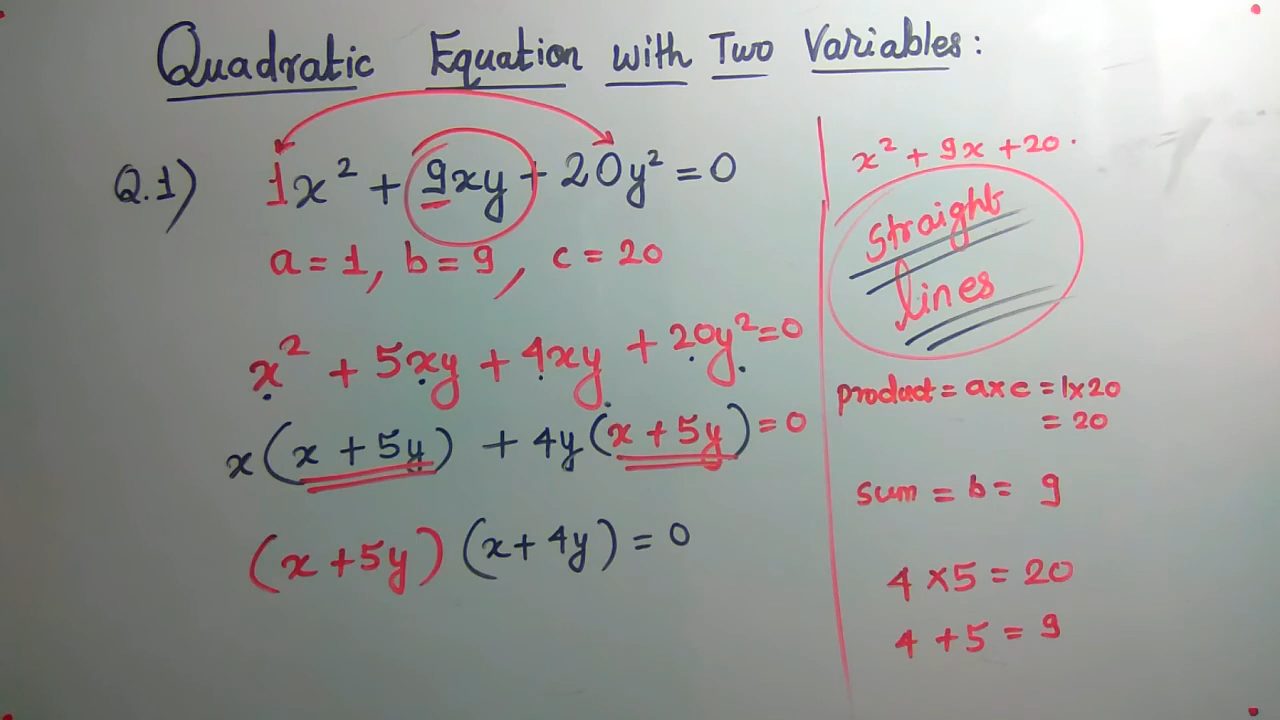 Quadratic Equation with Two Variables:
Q.1) 1x² + 9xy + 20y² = 0
a = 1, b = 9, c = 20
x² + 5xy + 4xy + 20y² = 0
x(x + 5y) + 4y(x + 5y) = 0
(x + 5y) (x + 4y) = 0
x² + 9x + 20.
straight
lines
product = a×c = 1×20
= 20
sum = b = 9
4 × 5 = 20
4 + 5 = 9